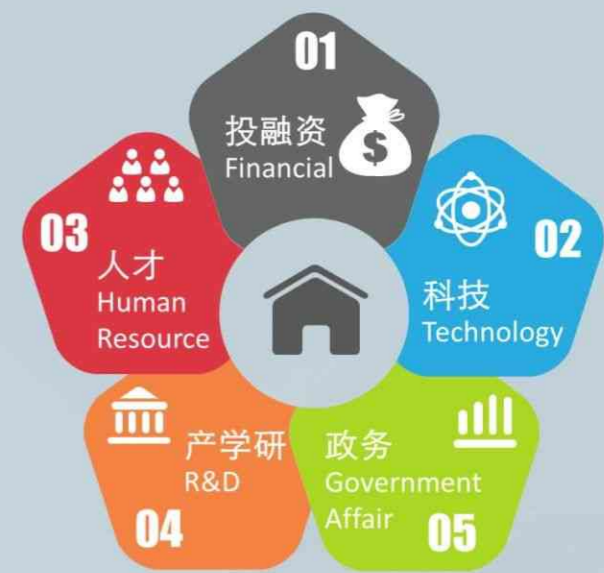 01
投融资
Financial
02
科技
Technology
03
人才
Human
Resource
产学研
R&D
04
政务
Government
Affair
05